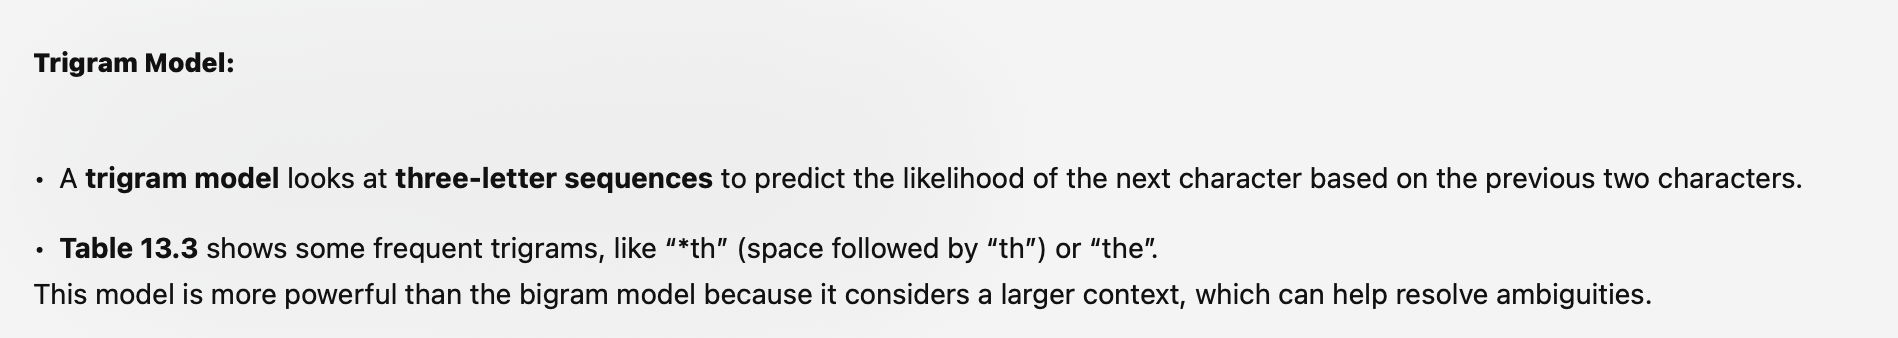 Trigram Model:
• A trigram model looks at three-letter sequences to predict the likelihood of the next character based on the previous two characters.
• Table 13.3 shows some frequent trigrams, like “*th” (space followed by “th”) or “the”.
This model is more powerful than the bigram model because it considers a larger context, which can help resolve ambiguities.